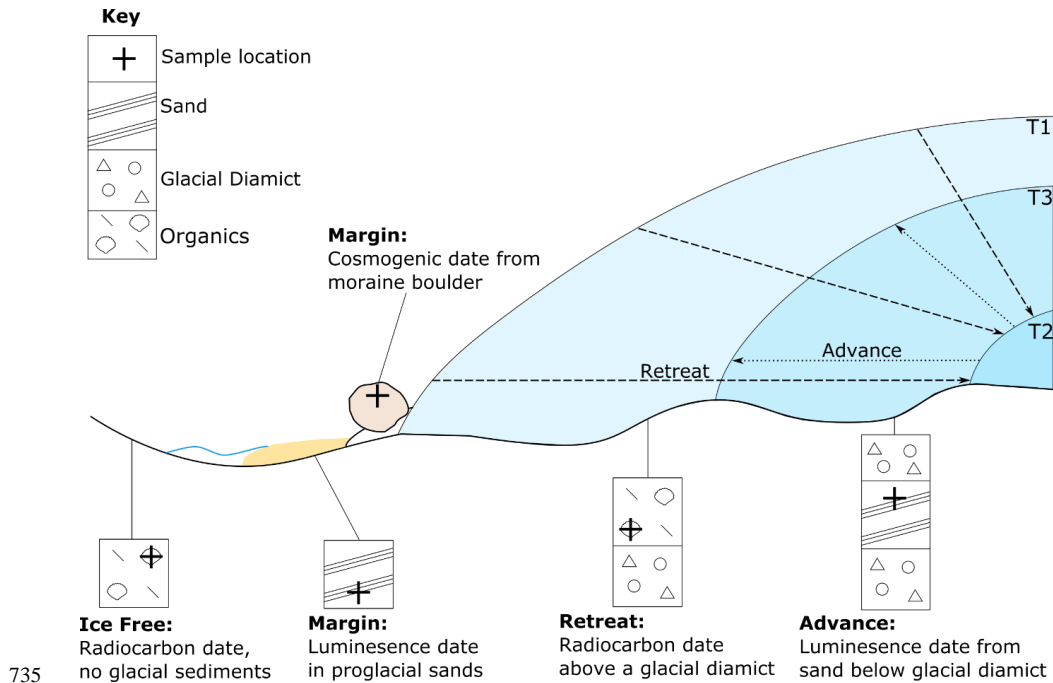 Key
Sample location
Sand
Glacial Diamict
Organics
T1
T3
T2
Margin:
Cosmogenic date from
moraine boulder
Advance
Retreat
Ice Free:
Radiocarbon date,
no glacial sediments
Margin:
Luminesence date
in proglacial sands
Retreat:
Radiocarbon date
above a glacial diamict
Advance:
Luminesence date from
sand below glacial diamict
735